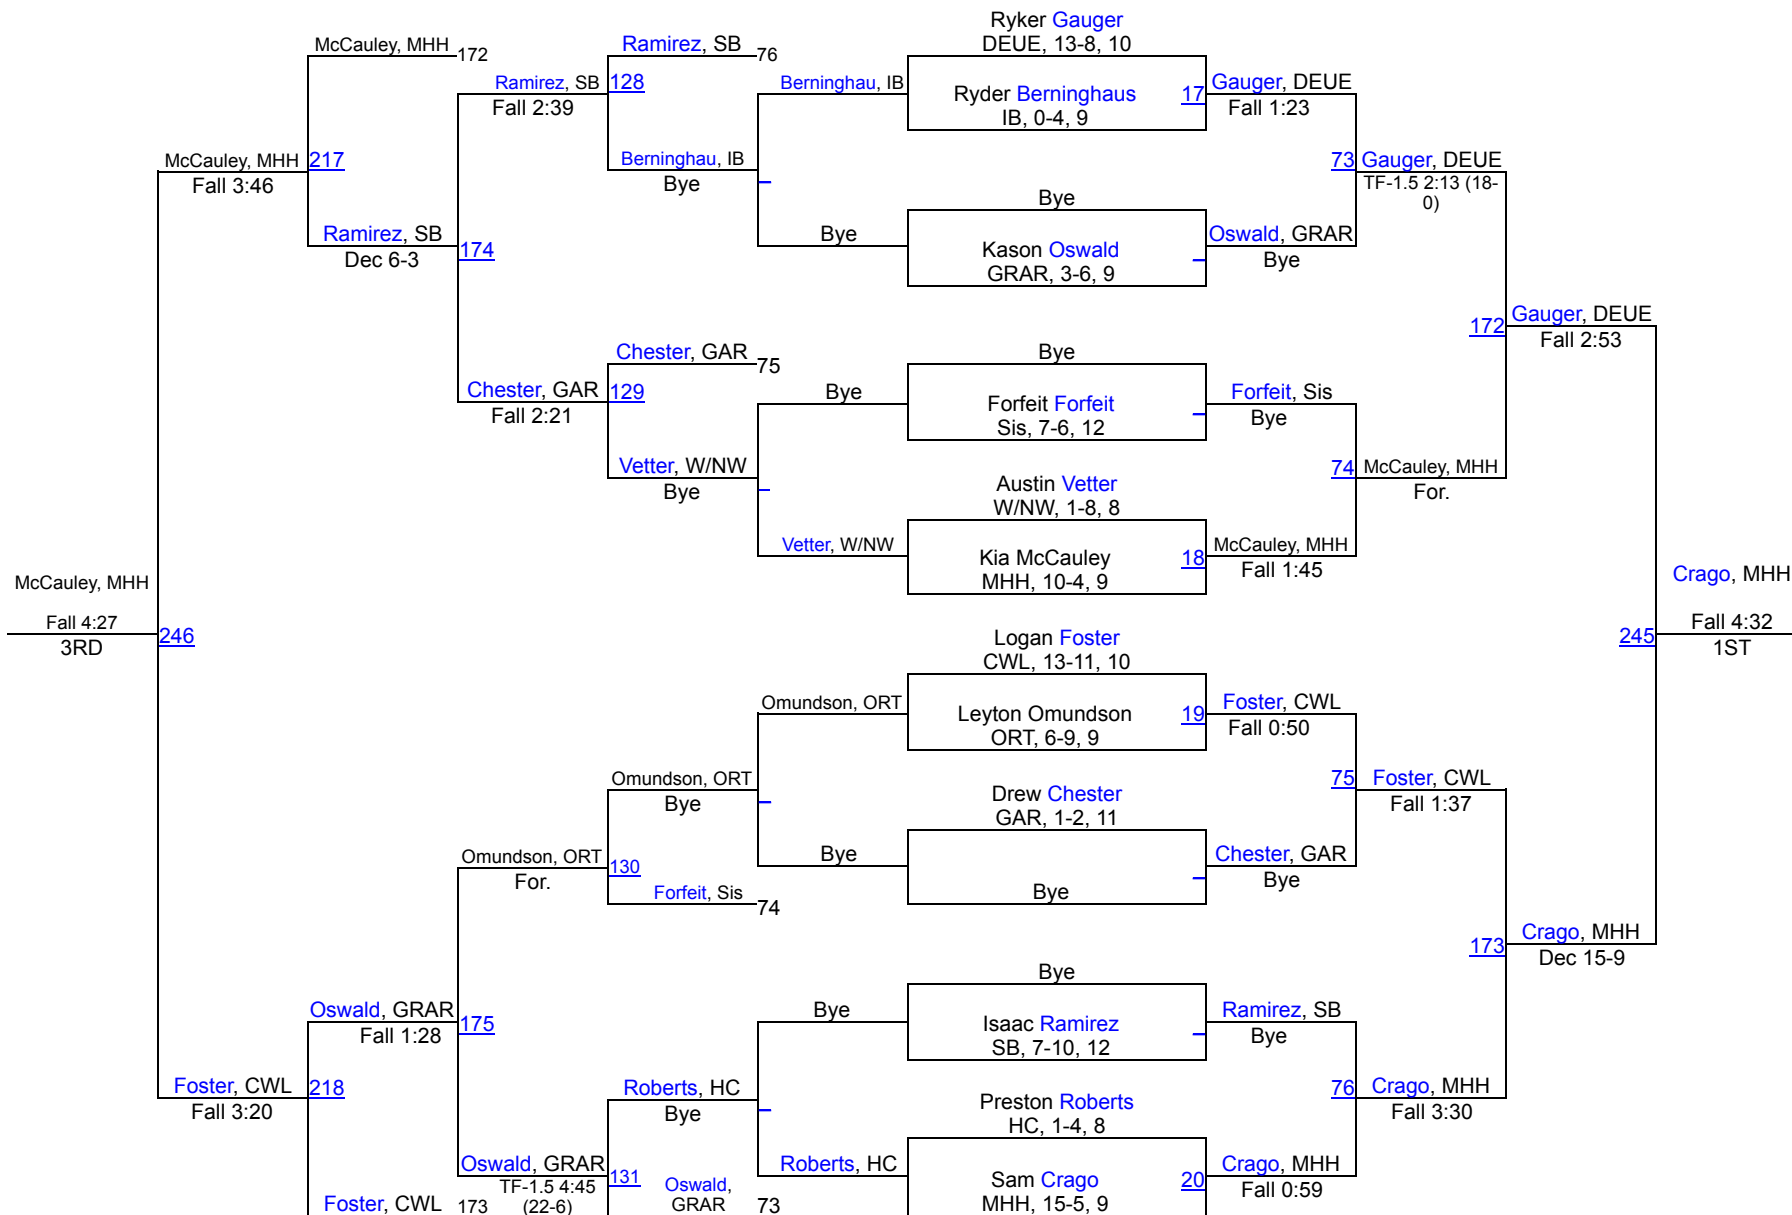 Ryker Gauger
DEUE, 13-8, 10
McCauley, MHH
172
Ramirez, SB
76
Ramirez, SB
128
Fall 2:39
Berninghau, IB
Ryder Berninghaus
IB, 0-4, 9
17
Gauger, DEUE
Fall 1:23
McCauley, MHH
217
Fall 3:46
Berninghau, IB
Bye
73
Gauger, DEUE
TF-1.5 2:13 (18-
0)
Bye
Ramirez, SB
174
Dec 6-3
Bye
Kason Oswald
GRAR, 3-6, 9
Oswald, GRAR
Bye
172
Gauger, DEUE
Fall 2:53
Chester, GAR
75
Bye
Chester, GAR
129
Fall 2:21
Bye
Forfeit Forfeit
Sis, 7-6, 12
Forfeit, Sis
Bye
Vetter, W/NW
Bye
Austin Vetter
W/NW, 1-8, 8
74
McCauley, MHH
For.
Vetter, W/NW
Kia McCauley
MHH, 10-4, 9
18
McCauley, MHH
Fall 1:45
McCauley, MHH
Fall 4:27
3RD
246
Crago, MHH
245
Fall 4:32
1ST
Logan Foster
CWL, 13-11, 10
Omundson, ORT
Leyton Omundson
ORT, 6-9, 9
19
Foster, CWL
Fall 0:50
Omundson, ORT
Bye
Drew Chester
GAR, 1-2, 11
75
Foster, CWL
Fall 1:37
Omundson, ORT
For.
130
Bye
Chester, GAR
Bye
Forfeit, Sis
74
Bye
173
Crago, MHH
Dec 15-9
Bye
Oswald, GRAR
175
Fall 1:28
Bye
Isaac Ramirez
SB, 7-10, 12
Ramirez, SB
Bye
Foster, CWL
218
Fall 3:20
Roberts, HC
Bye
Preston Roberts
HC, 1-4, 8
76
Crago, MHH
Fall 3:30
Oswald, GRAR
TF-1.5 4:45
(22-6)
131
Roberts, HC
Sam Crago
MHH, 15-5, 9
20
Crago, MHH
Fall 0:59
Foster, CWL
173
Oswald,
GRAR
73